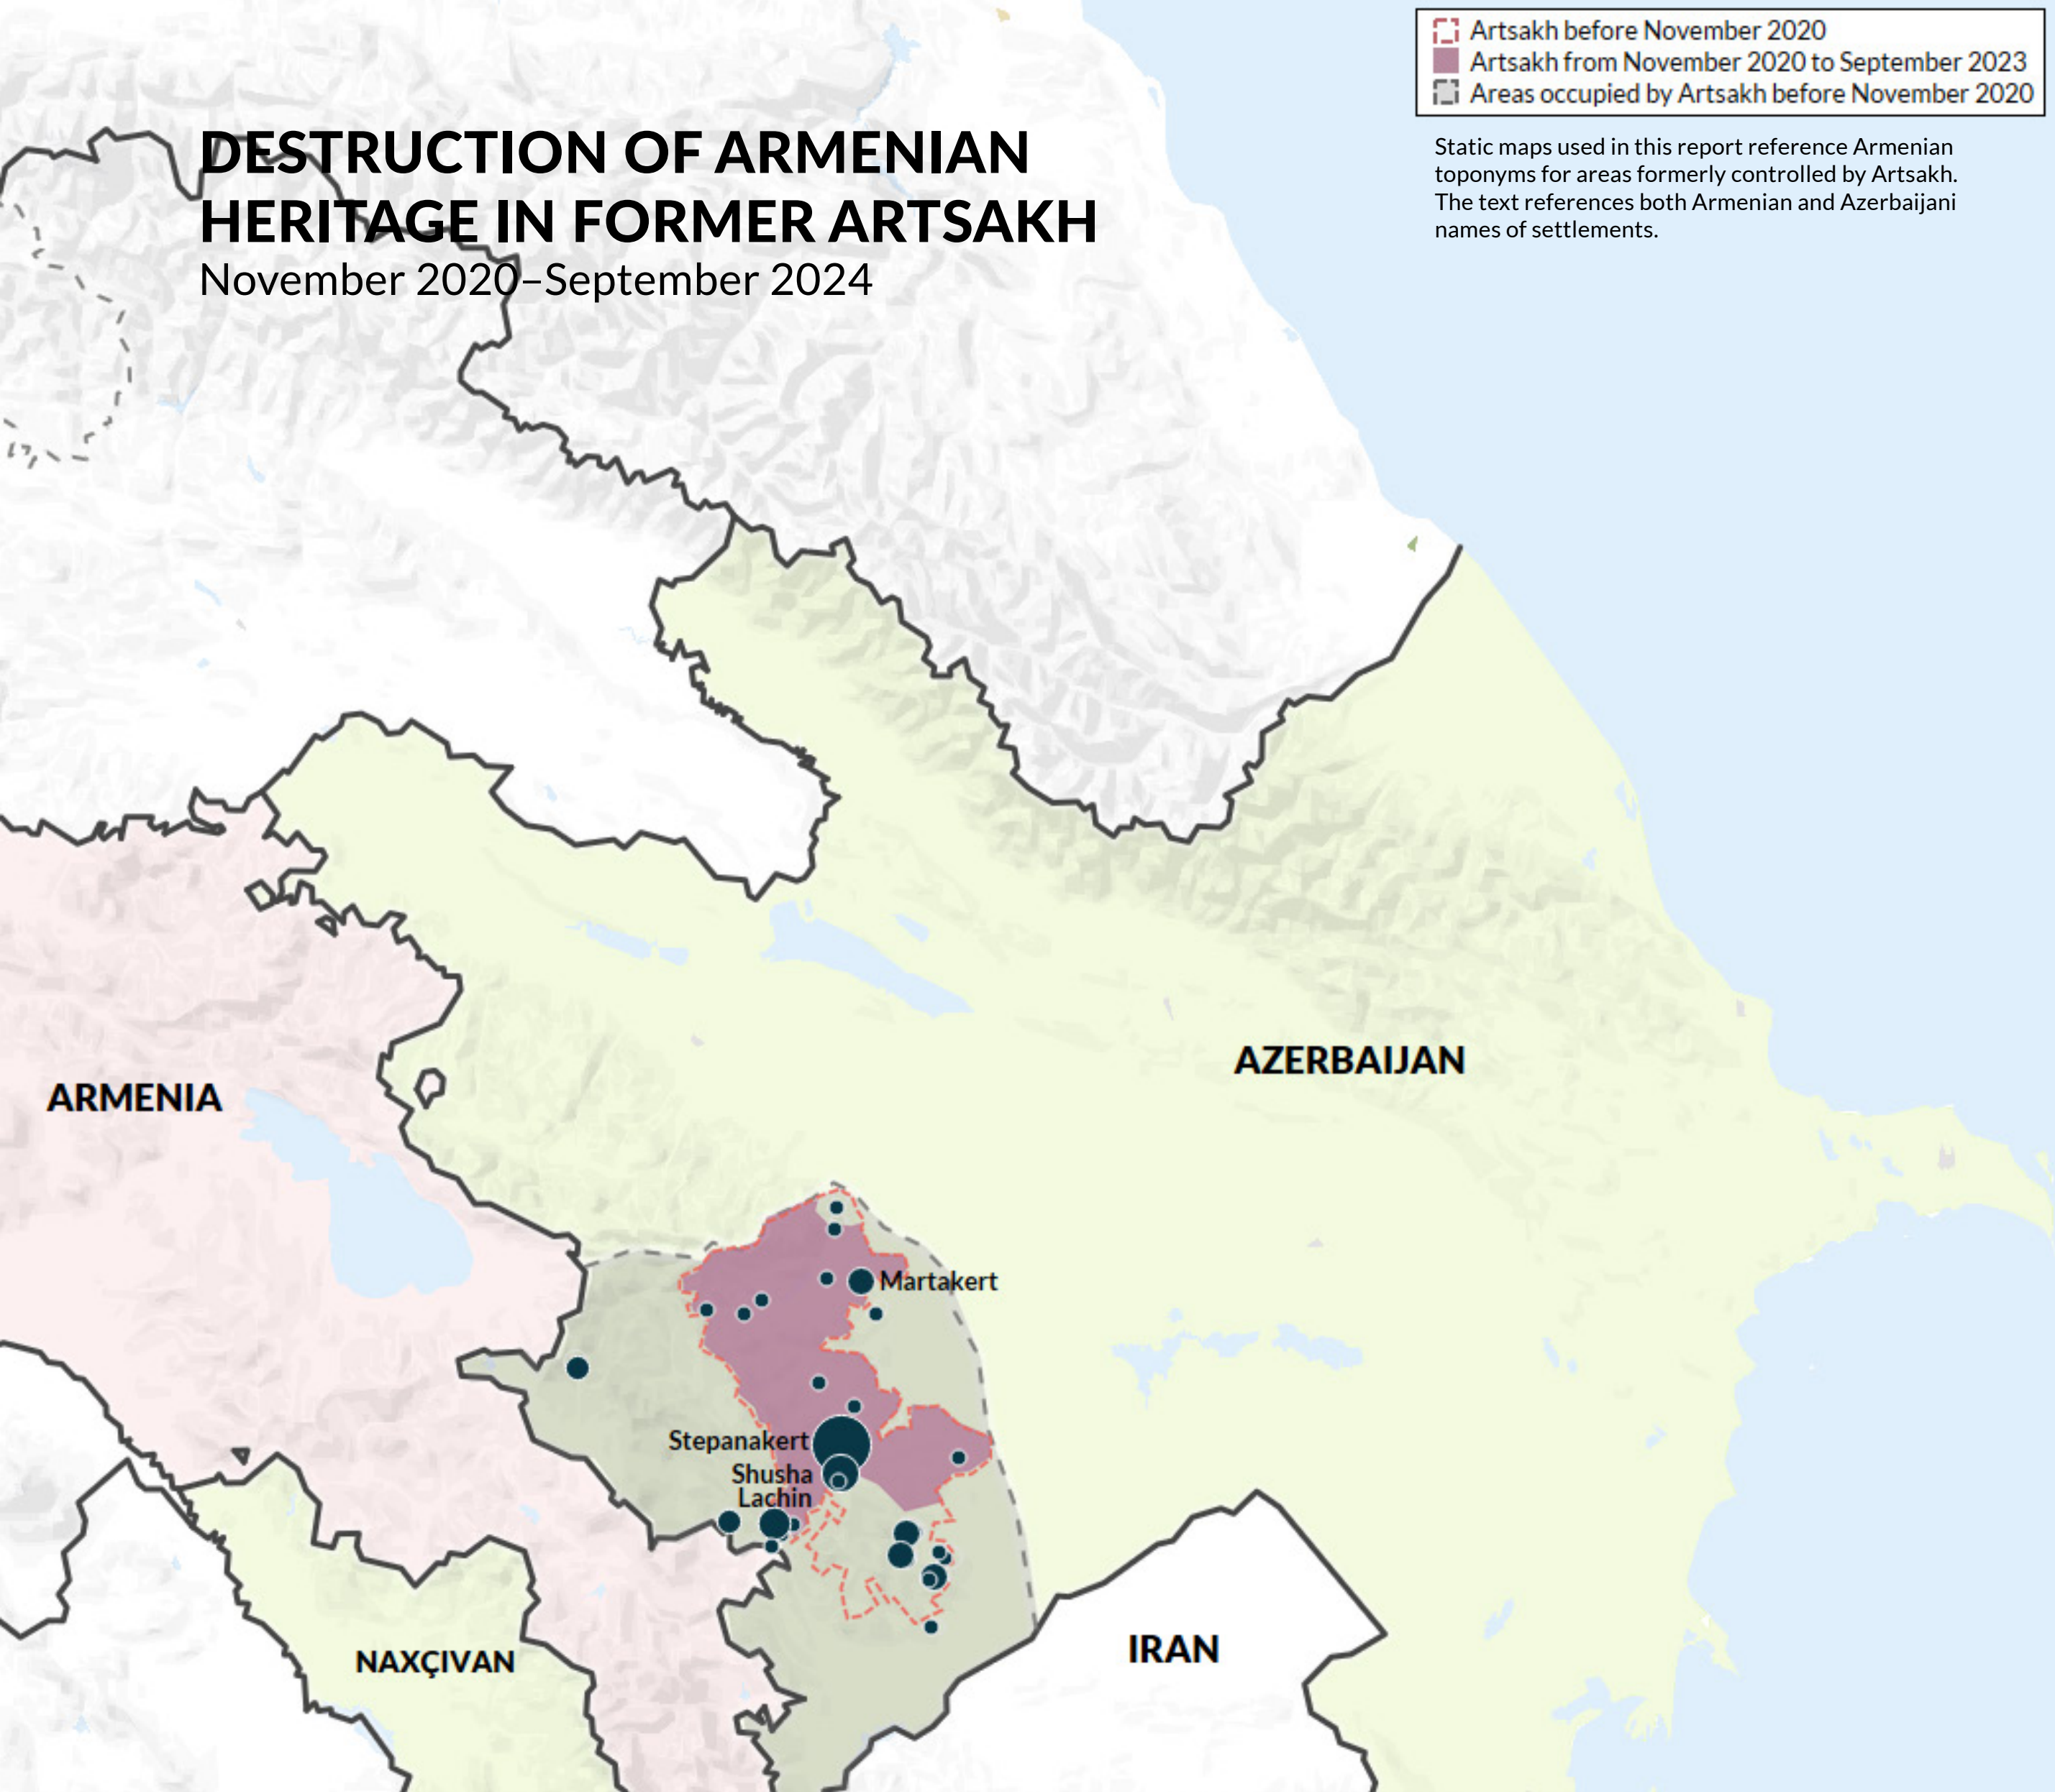 DESTRUCTION OF ARMENIAN
HERITAGE IN FORMER ARTSAKH
November 2020–September 2024
Artsakh before November 2020
Artsakh from November 2020 to September 2023
Areas occupied by Artsakh before November 2020
Static maps used in this report reference Armenian
toponyms for areas formerly controlled by Artsakh.
The text references both Armenian and Azerbaijani
names of settlements.
AZERBAIJAN
ARMENIA
Martakert
Stepanakert
Shusha
Lachin
IRAN
NAXÇIVAN